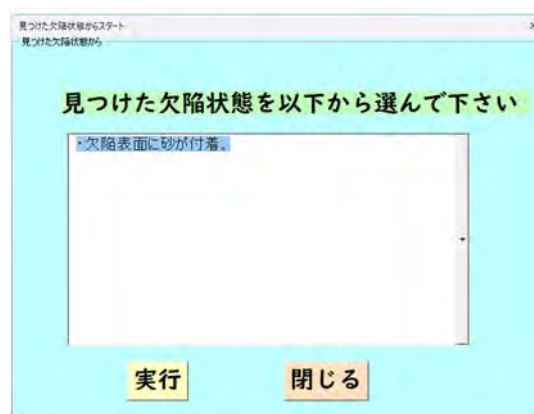 見つけた欠陥状態からスタート
見つけた欠陥状態から
見つけた欠陥状態を以下から選んで下さい
・欠陥表面に砂が付着。
実行
閉じる